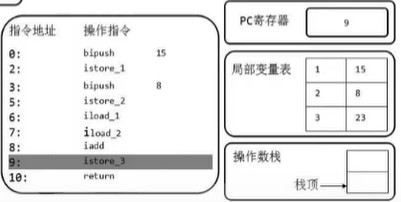 指令地址 操作指令
0: bipush 15
2: istore_1
3: bipush 8
5: istore_2
6: iload_1
7: iload_2
8: iadd
9: istore_3
10: return
PC寄存器 9
局部变量表
1 15
2 8
3 23
操作数栈
栈顶